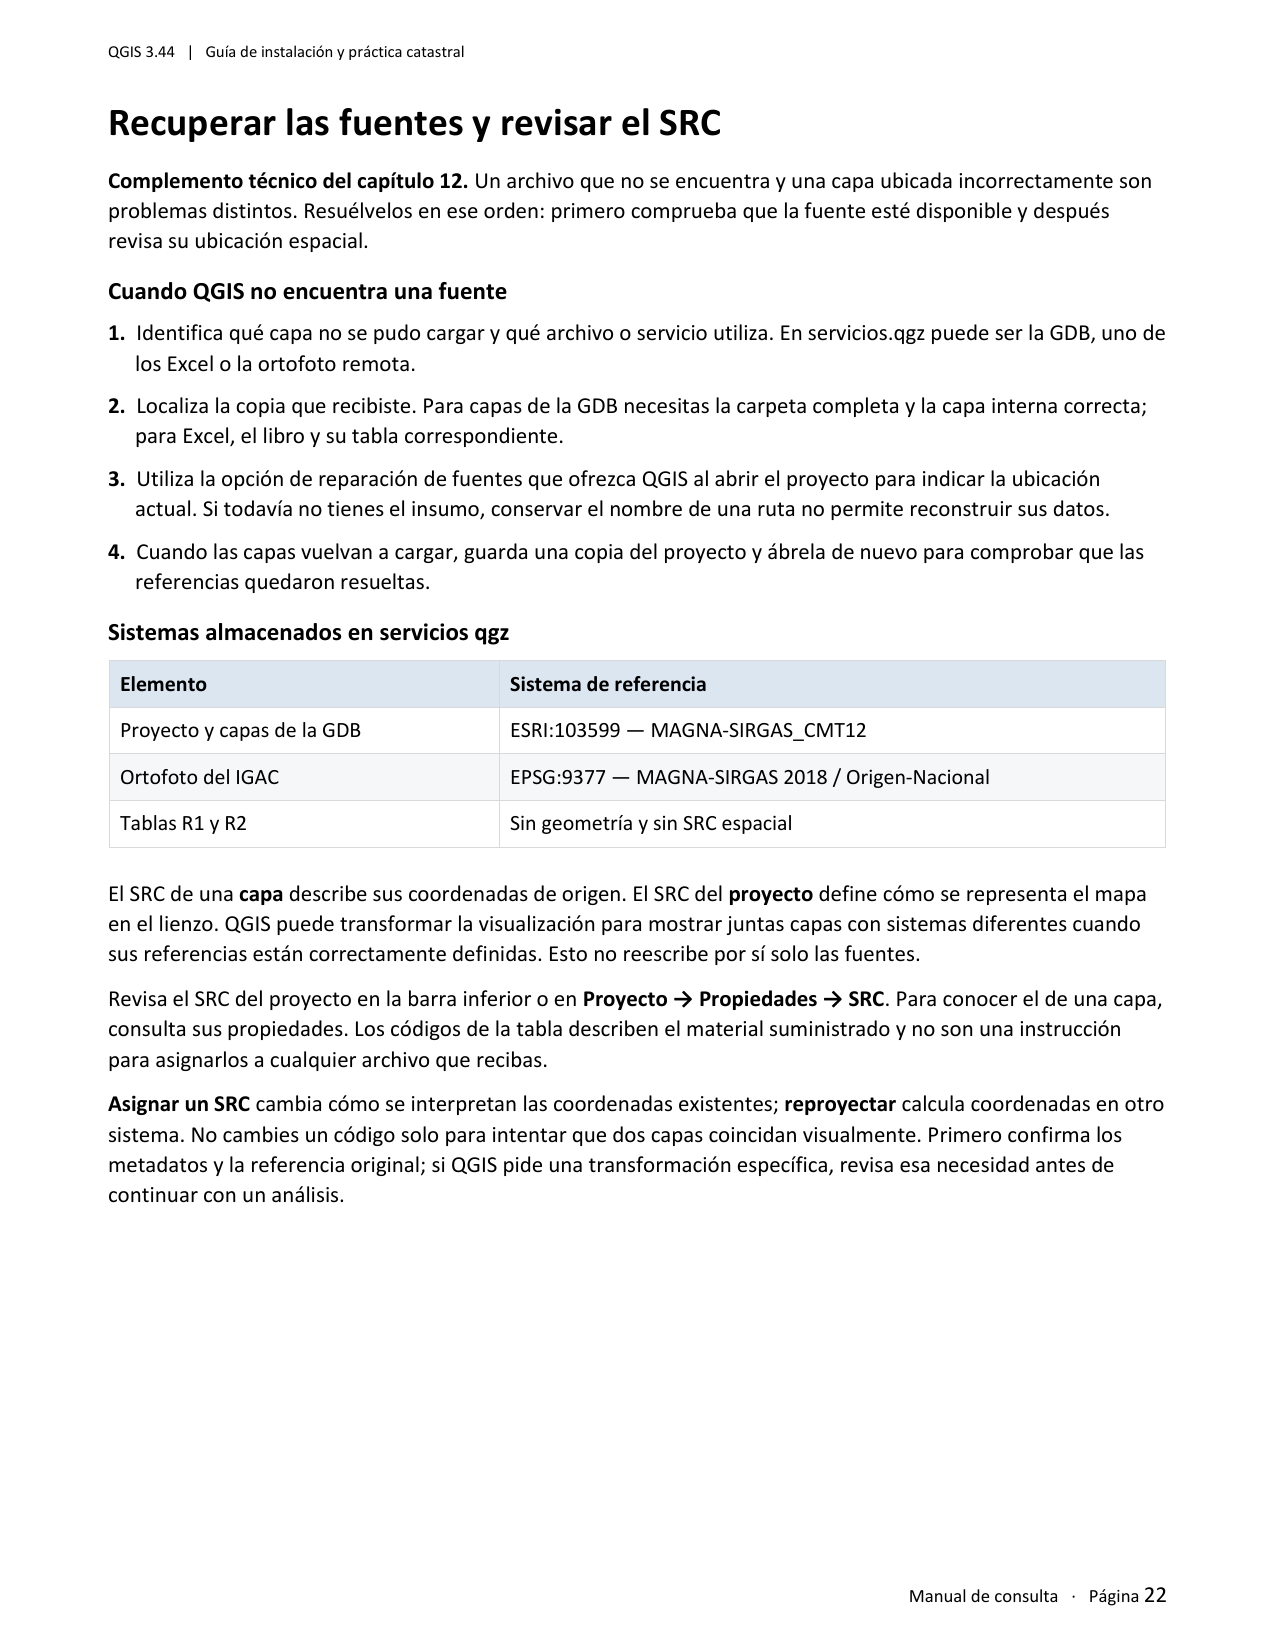 QGIS 3.44 | Guía de instalación y práctica catastral
Recuperar las fuentes y revisar el SRC
Complemento técnico del capítulo 12. Un archivo que no se encuentra y una capa ubicada incorrectamente son
problemas distintos. Resuélvelos en ese orden: primero comprueba que la fuente esté disponible y después
revisa su ubicación espacial.
Cuando QGIS no encuentra una fuente
1. Identifica qué capa no se pudo cargar y qué archivo o servicio utiliza. En servicios.qgz puede ser la GDB, uno de
los Excel o la ortofoto remota.
2. Localiza la copia que recibiste. Para capas de la GDB necesitas la carpeta completa y la capa interna correcta;
para Excel, el libro y su tabla correspondiente.
3. Utiliza la opción de reparación de fuentes que ofrezca QGIS al abrir el proyecto para indicar la ubicación
actual. Si todavía no tienes el insumo, conservar el nombre de una ruta no permite reconstruir sus datos.
4. Cuando las capas vuelvan a cargar, guarda una copia del proyecto y ábrela de nuevo para comprobar que las
referencias quedaron resueltas.
Sistemas almacenados en servicios qgz
Elemento Sistema de referencia
Proyecto y capas de la GDB ESRI:103599 — MAGNA-SIRGAS_CMT12
Ortofoto del IGAC EPSG:9377 — MAGNA-SIRGAS 2018 / Origen-Nacional
Tablas R1 y R2 Sin geometría y sin SRC espacial
El SRC de una capa describe sus coordenadas de origen. El SRC del proyecto define cómo se representa el mapa
en el lienzo. QGIS puede transformar la visualización para mostrar juntas capas con sistemas diferentes cuando
sus referencias están correctamente definidas. Esto no reescribe por sí solo las fuentes.
Revisa el SRC del proyecto en la barra inferior o en Proyecto → Propiedades → SRC. Para conocer el de una capa,
consulta sus propiedades. Los códigos de la tabla describen el material suministrado y no son una instrucción
para asignarlos a cualquier archivo que recibas.
Asignar un SRC cambia cómo se interpretan las coordenadas existentes; reproyectar calcula coordenadas en otro
sistema. No cambies un código solo para intentar que dos capas coincidan visualmente. Primero confirma los
metadatos y la referencia original; si QGIS pide una transformación específica, revisa esa necesidad antes de
continuar con un análisis.
Manual de consulta · Página 22